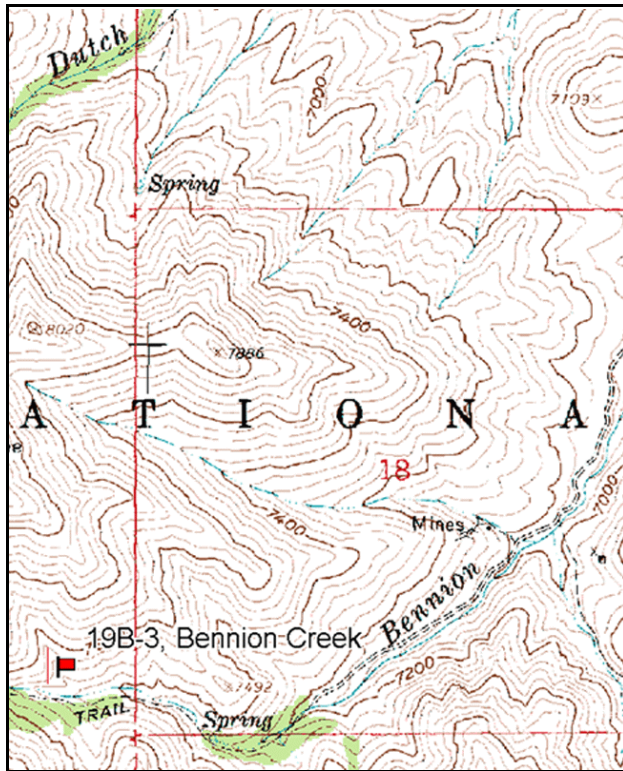 Dutch
7000
7109
Spring
7400
8020
7886
A T I O N A
18
7400
Mines
7000
Bennion
19B-3, Bennion Creek
7200
7492
TRAIL
Spring